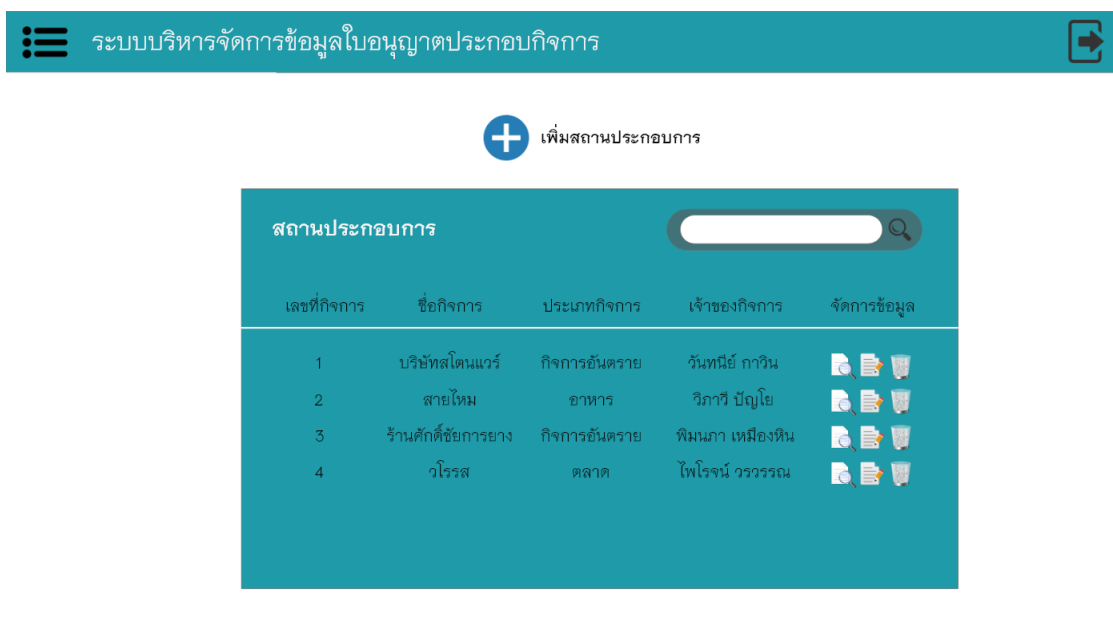 ระบบบริหารจัดการข้อมูลใบอนุญาตประกอบกิจการ
เพิ่มสถานประกอบการ
สถานประกอบการ
เลขที่กิจการ ชื่อกิจการ ประเภทกิจการ เจ้าของกิจการ จัดการข้อมูล
1 บริษัทสโตนแวร์ กิจการอันตราย วันทนีย์ กาวิน
2 สายไหม อาหาร วิภาวี ปัญโย
3 ร้านศักดิ์ชัยการยาง กิจการอันตราย พิมนภา เหมืองหิน
4 วโรรส ตลาด ไพโรจน์ วรวรรณ